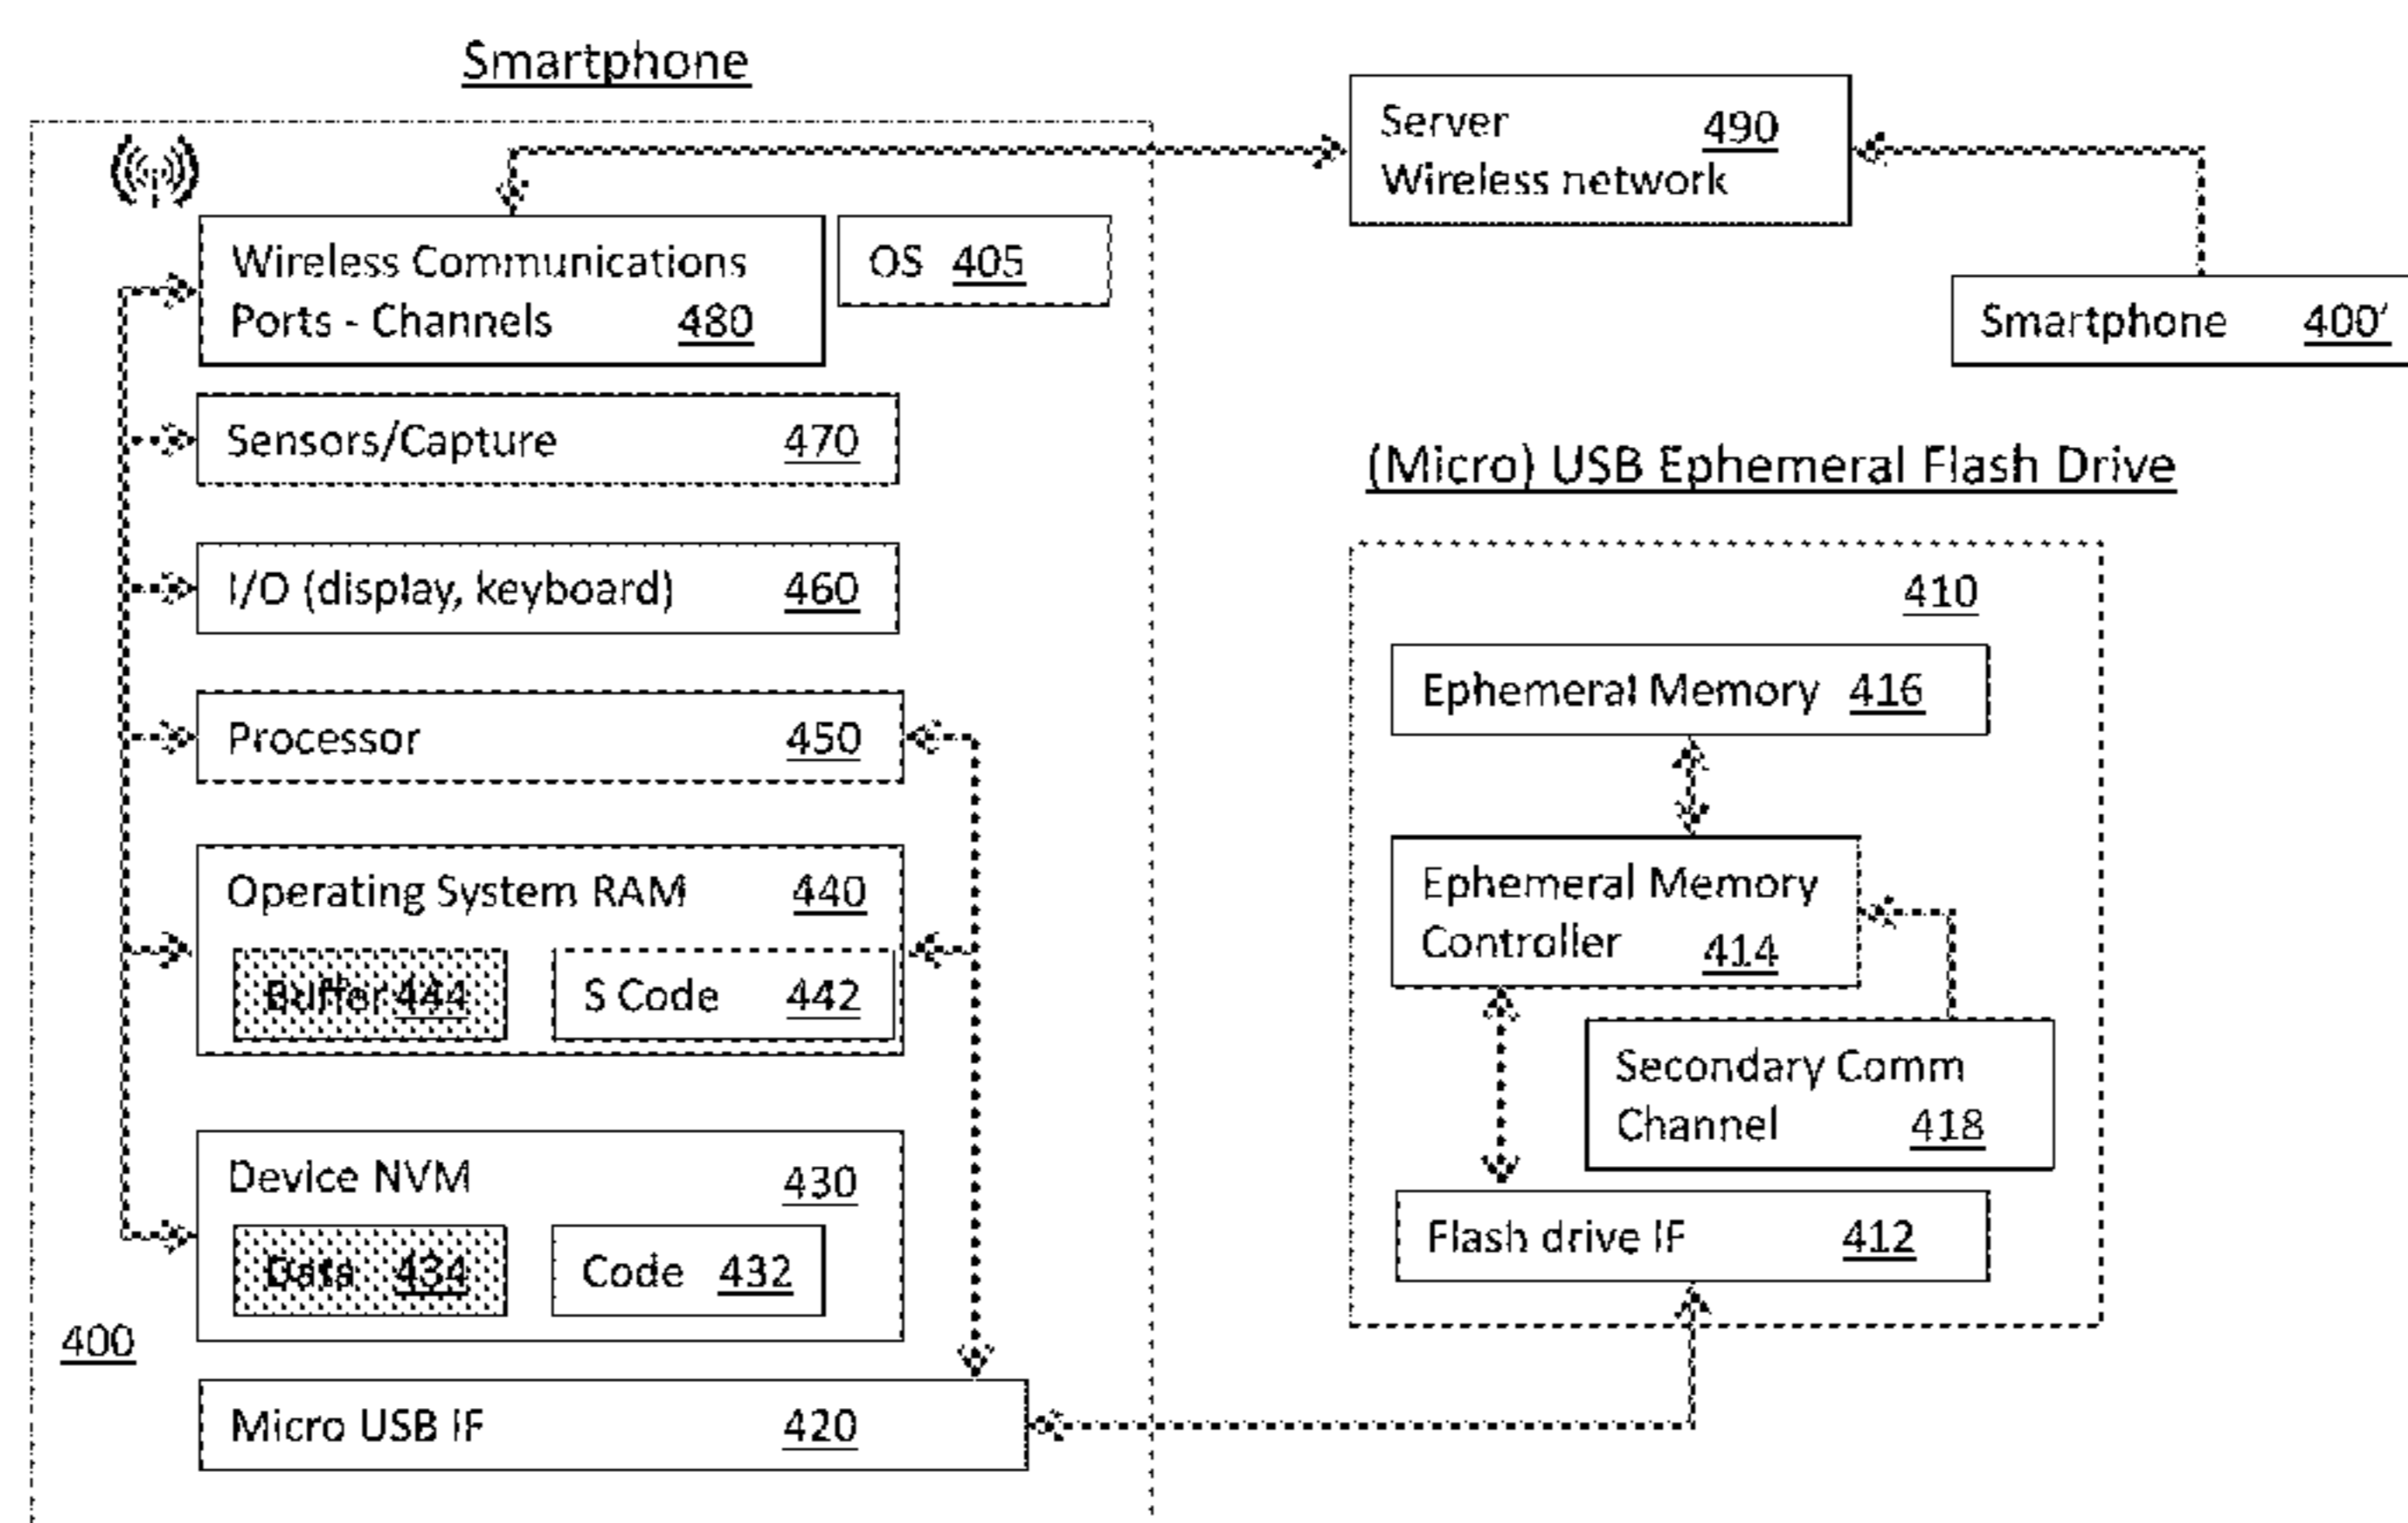 Smartphone
Server 490
Wireless network
Wireless Communications
Ports - Channels 480
OS 405
Smartphone 400'
Sensors/Capture 470
(Micro) USB Ephemeral Flash Drive
I/O (display, keyboard) 460
410
Ephemeral Memory 416
Processor 450
Ephemeral Memory
Controller 414
Operating System RAM 440
Buffer 444
S Code 442
Secondary Comm
Channel 418
Device NVM 430
Data 434
Code 432
Flash drive IF 412
400
Micro USB IF 420